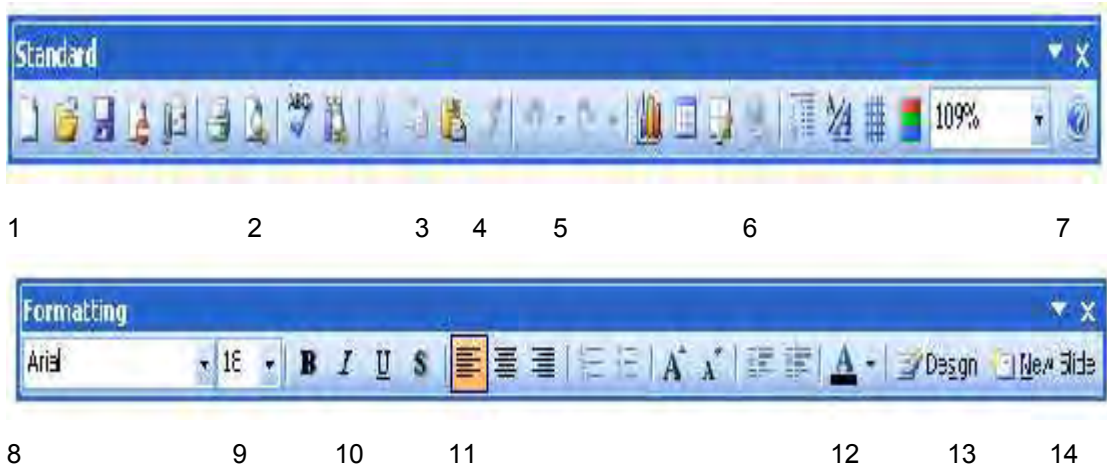 Standard
ABC 109%
1 2 3 4 5 6 7
Formatting
Arial 18 B I U S A A A Design New Slide
8 9 10 11 12 13 14